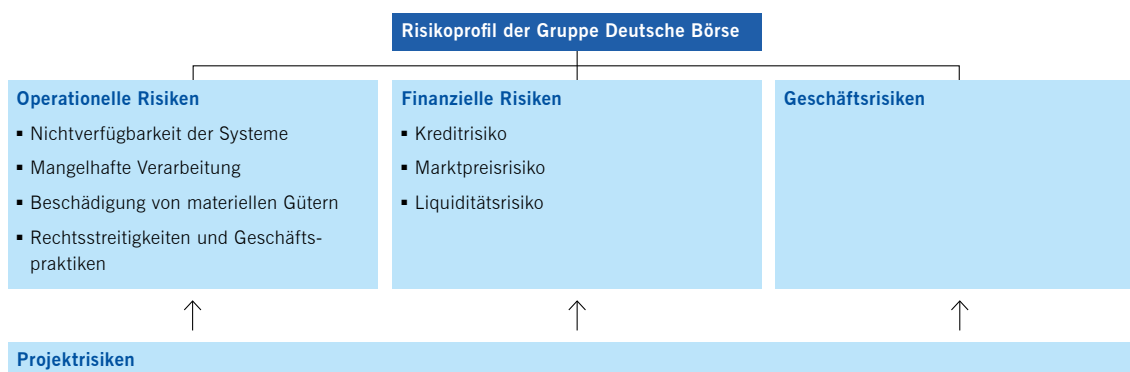 Risikoprofil der Gruppe Deutsche Börse
Operationelle Risiken
▪ Nichtverfügbarkeit der Systeme
▪ Mangelhafte Verarbeitung
▪ Beschädigung von materiellen Gütern
▪ Rechtsstreitigkeiten und Geschäfts-
praktiken
Finanzielle Risiken
▪ Kreditrisiko
▪ Marktpreisrisiko
▪ Liquiditätsrisiko
Geschäftsrisiken
Projektrisiken